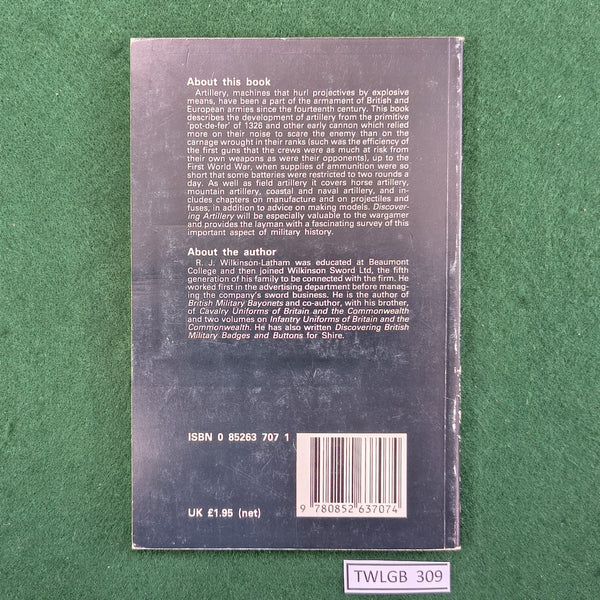 About this book
Artillery, machines that hurl projectives by explosive
means, have been a part of the armament of British and
European armies since the fourteenth century. This book
describes the development of artillery from the primitive
'pot-de-fer' of 1326 and other early cannon which relied
more on their noise to scare the enemy than on the
carnage wrought in their ranks (such was the efficiency of
the first guns that the crews were as much at risk from
their own weapons as were their opponents), up to the
First World War, when supplies of ammunition were so
short that some batteries were restricted to two rounds a
day. As well as field artillery it covers horse artillery,
mountain artillery, coastal and naval artillery, and in-
cludes chapters on manufacture and on projectiles and
fuses, in addition to advice on making models. Discover-
ing Artillery will be especially valuable to the wargamer
and provides the layman with a fascinating survey of this
important aspect of military history.
About the author
R. J. Wilkinson-Latham was educated at Beaumont
College and then joined Wilkinson Sword Ltd, the fifth
generation of his family to be connected with the firm. He
worked first in the advertising department before manag-
ing the company's sword business. He is the author of
British Military Bayonets and co-author, with his brother,
of Cavalry Uniforms of Britain and the Commonwealth
and two volumes on Infantry Uniforms of Britain and the
Commonwealth. He has also written Discovering British
Military Badges and Buttons for Shire.
ISBN 0 85263 707 1
UK £1.95 (net)
9 780852 637074
TWLGB 309